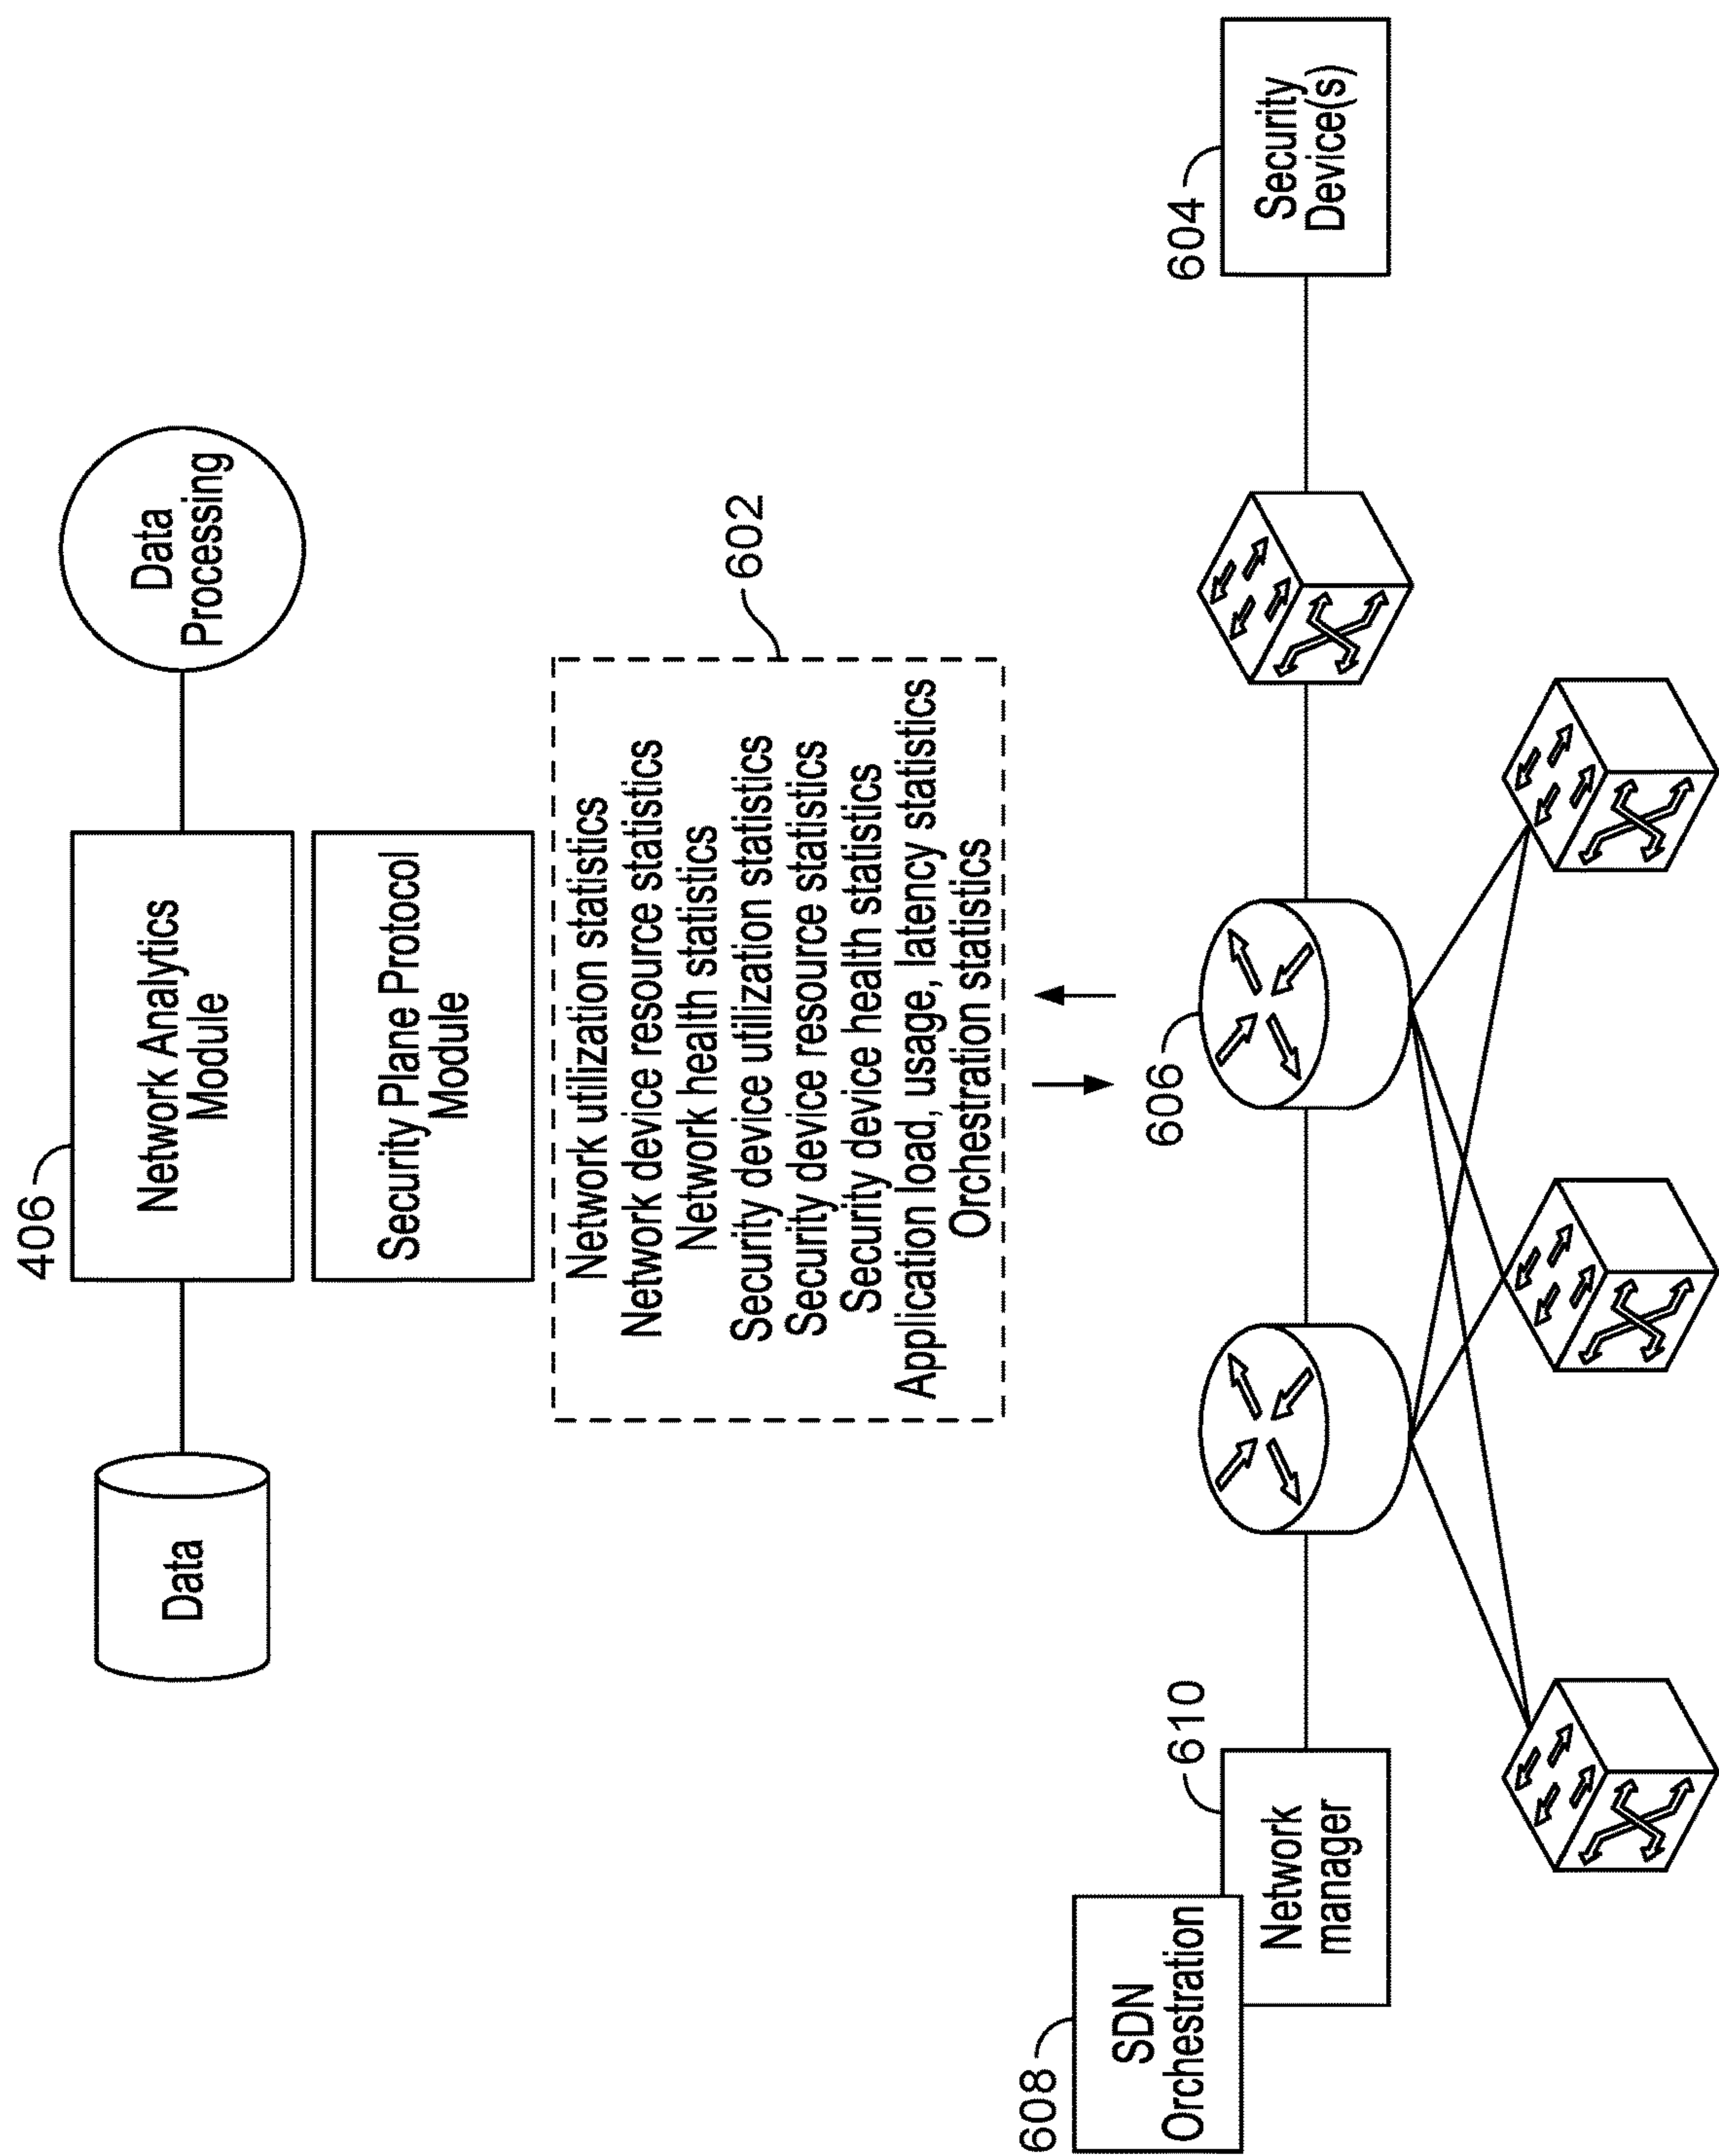 406
Data
Network Analytics
Module
Data
Processing
Security Plane Protocol
Module
602
Network utilization statistics
Network device resource statistics
Network health statistics
Security device utilization statistics
Security device resource statistics
Security device health statistics
Application load, usage, latency statistics
Orchestration statistics
608
SDN
Orchestration
610
Network
manager
606
604
Security
Device(s)